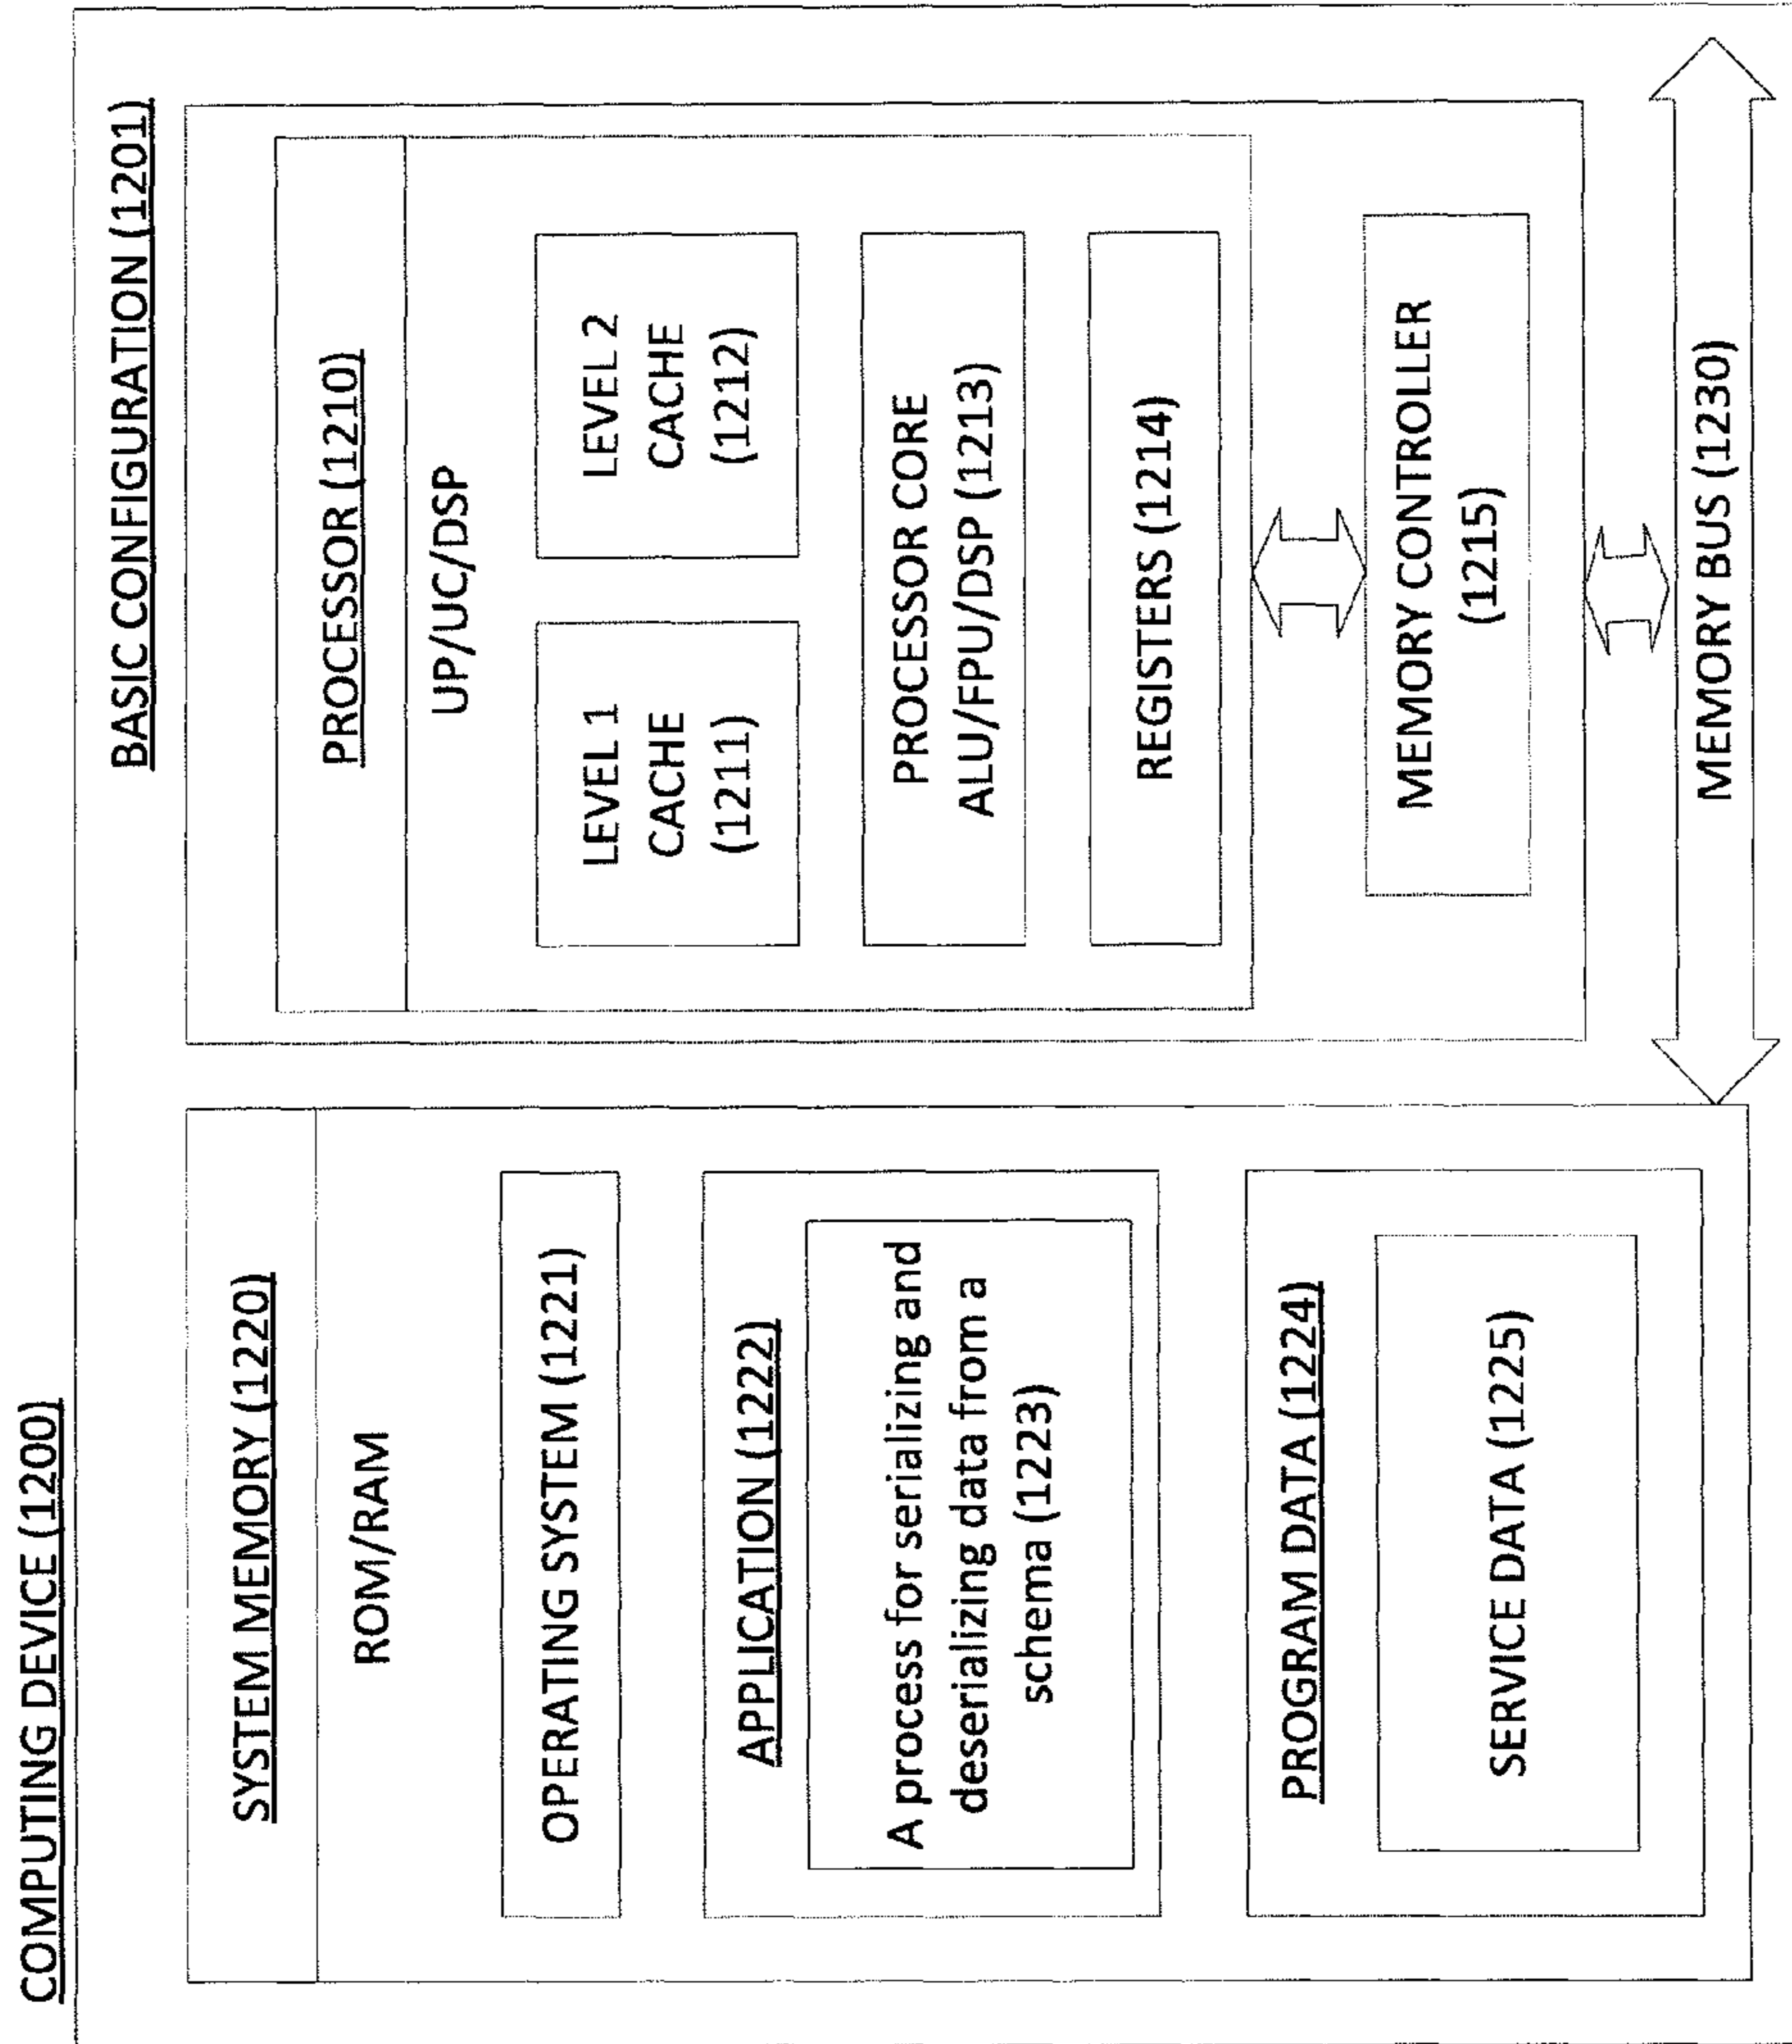 COMPUTING DEVICE (1200)
SYSTEM MEMORY (1220)
ROM/RAM
OPERATING SYSTEM (1221)
APPLICATION (1222)
A process for serializing and
deserializing data from a
schema (1223)
PROGRAM DATA (1224)
SERVICE DATA (1225)
BASIC CONFIGURATION (1201)
PROCESSOR (1210)
UP/UC/DSP
LEVEL 1
CACHE
(1211)
LEVEL 2
CACHE
(1212)
PROCESSOR CORE
ALU/FPU/DSP (1213)
REGISTERS (1214)
MEMORY CONTROLLER
(1215)
MEMORY BUS (1230)